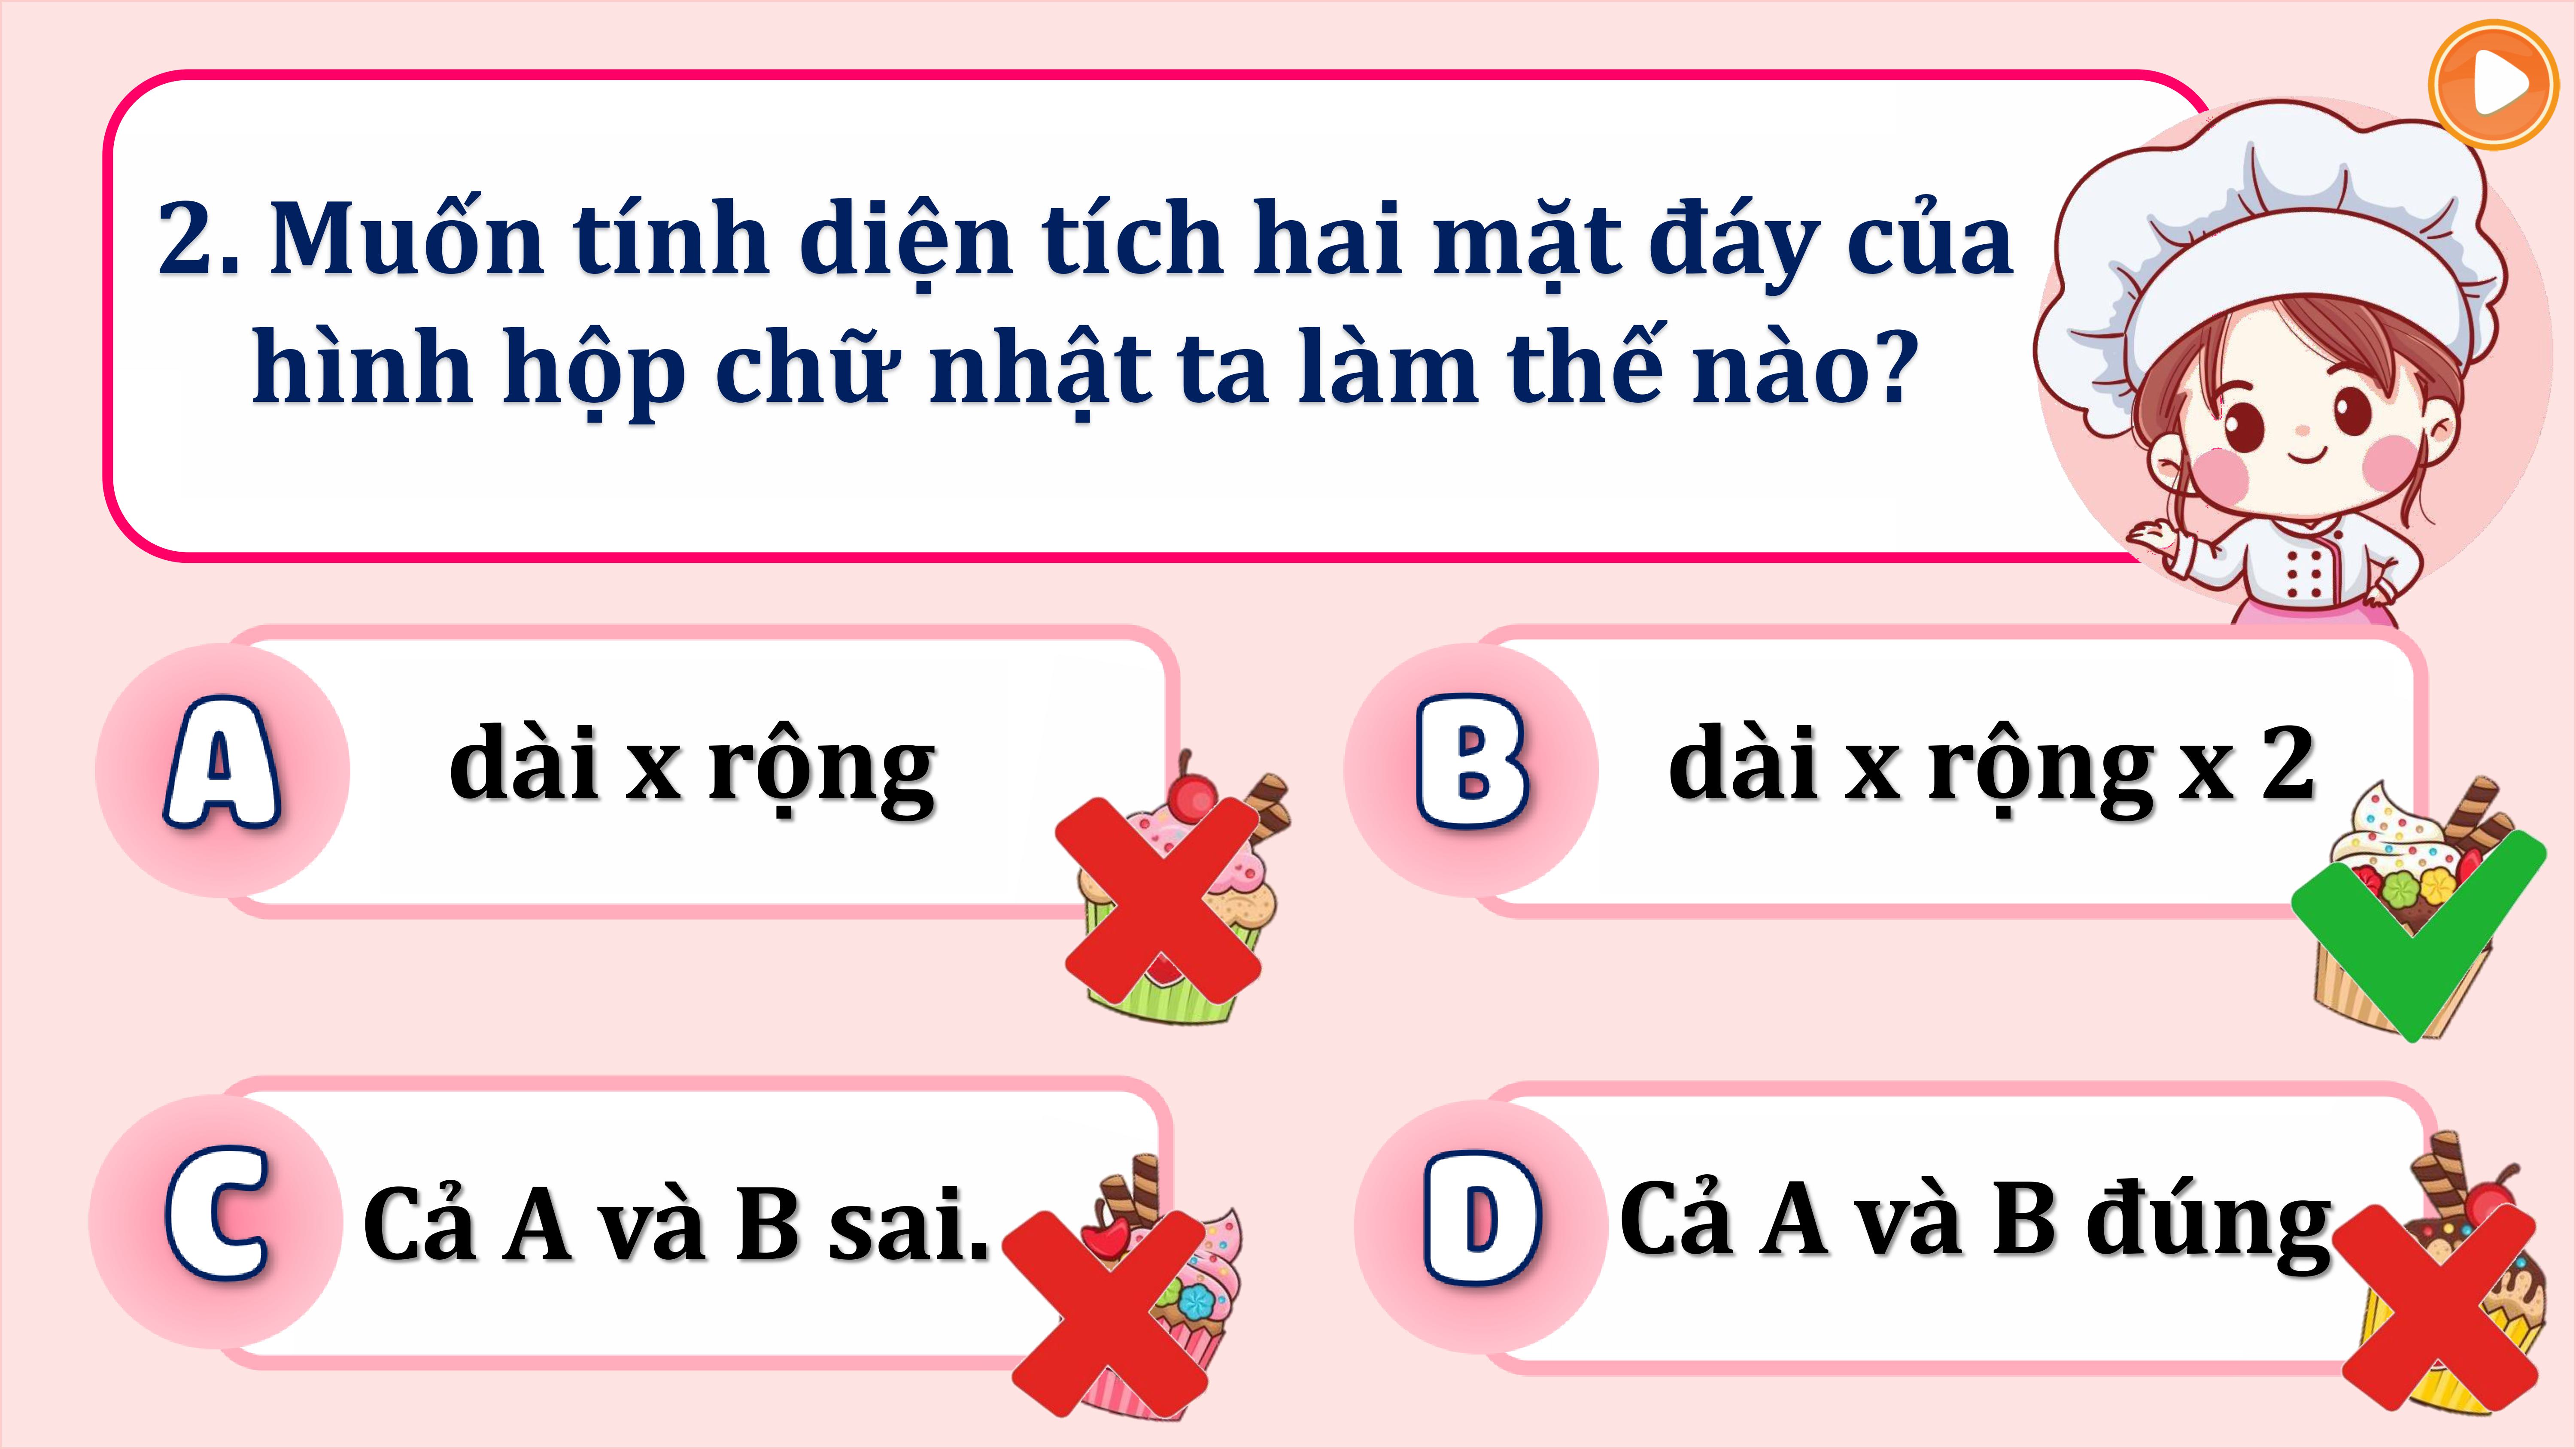 2. Muốn tính diện tích hai mặt đáy của
hình hộp chữ nhật ta làm thế nào?
A
dài x rộng
B
dài x rộng x 2
C
Cả A và B sai.
D
Cả A và B đúng